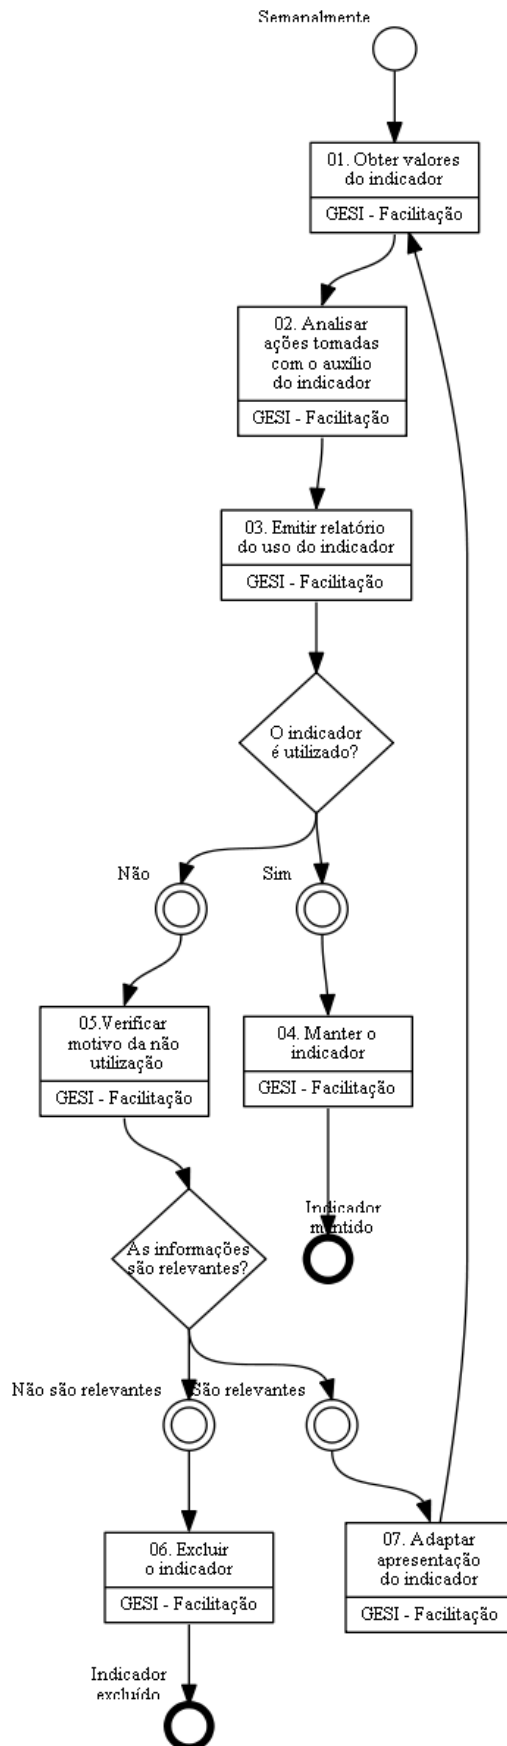 Semanalmente
01. Obter valores
do indicador
GESI - Facilitação
02. Analisar
ações tomadas
com o auxílio
do indicador
GESI - Facilitação
03. Emitir relatório
do uso do indicador
GESI - Facilitação
O indicador
é utilizado?
Não
Sim
05.Verificar
motivo da não
utilização
GESI - Facilitação
04. Manter o
indicador
GESI - Facilitação
Indicador
mantido
As informações
são relevantes?
Não são relevantes
São relevantes
06. Excluir
o indicador
GESI - Facilitação
07. Adaptar
apresentação
do indicador
GESI - Facilitação
Indicador
excluído